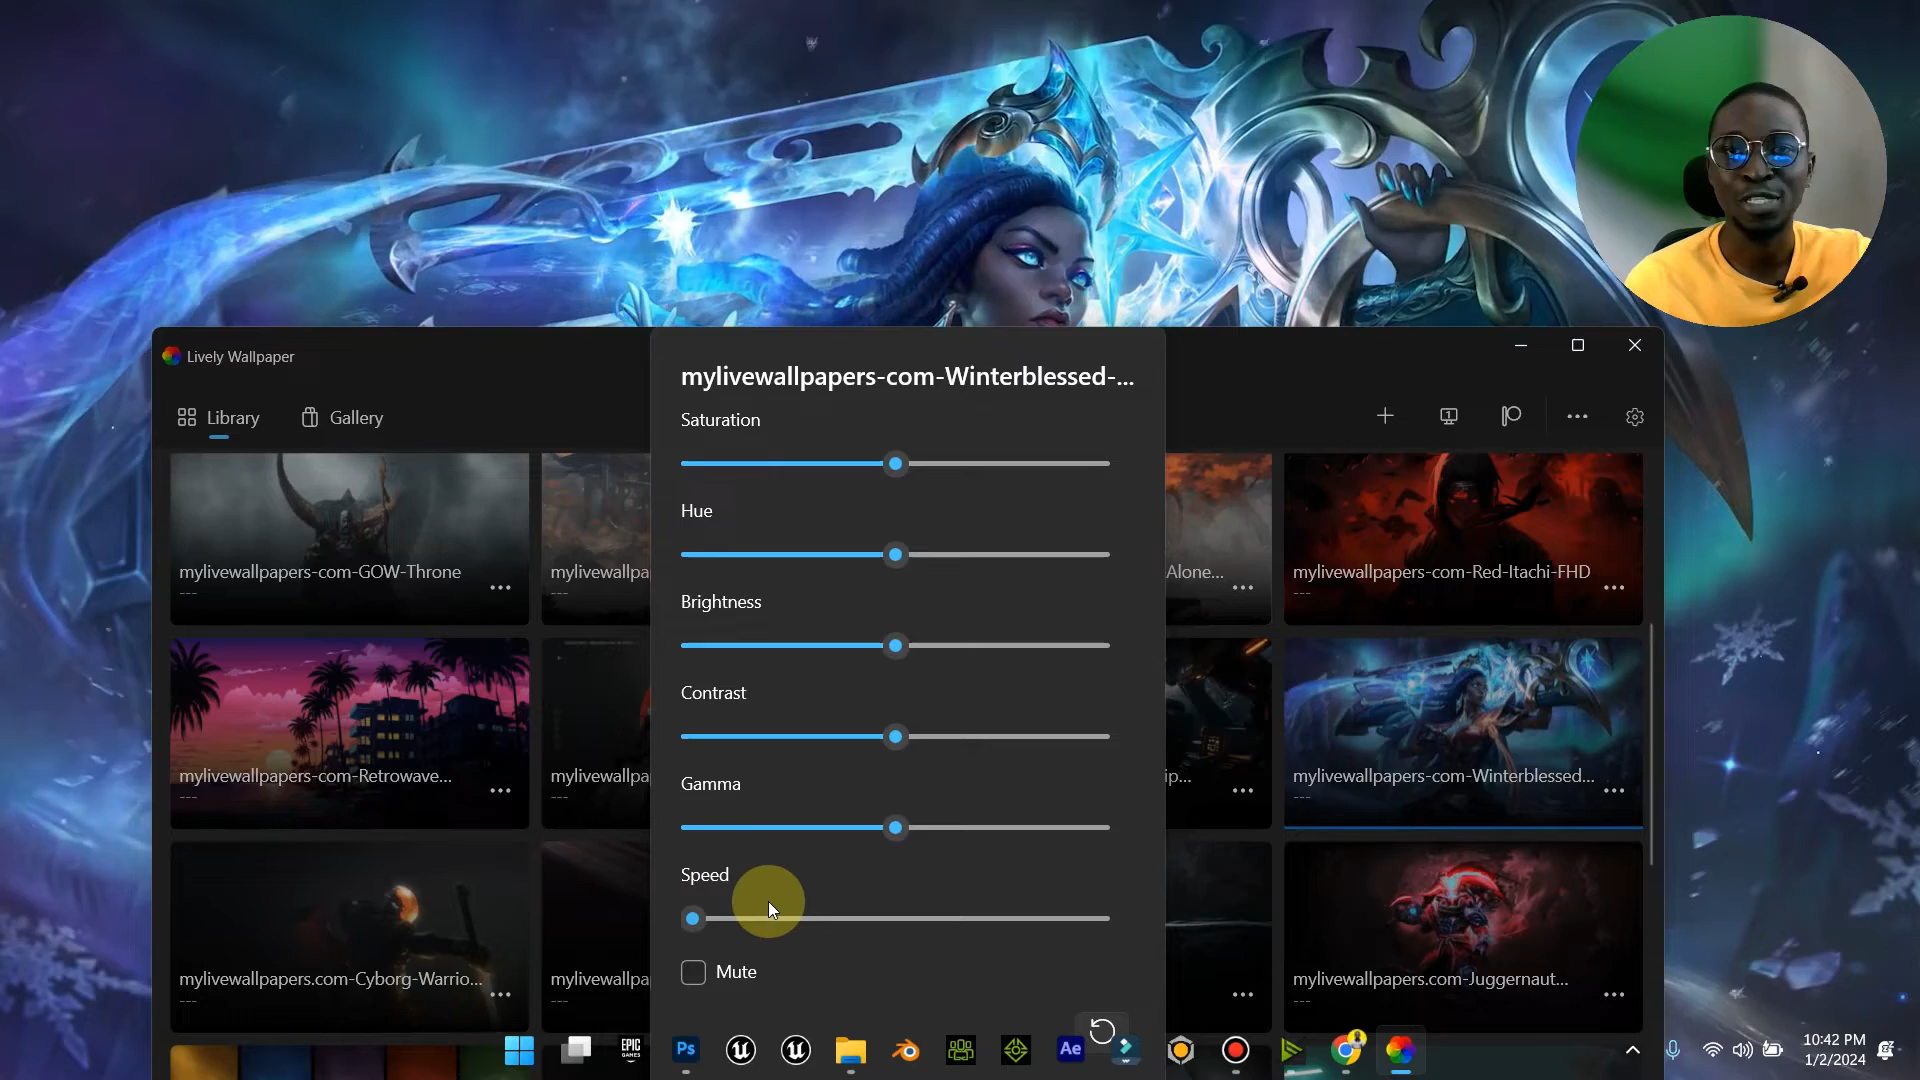 Lively Wallpaper
mylivewallpapers-com-Winterblessed-...
Library
Gallery
Saturation
Hue
Brightness
Contrast
Gamma
Speed
Mute
mylivewallpapers-com-GOW-Throne
---
mylivewallpa
---
Alone...
mylivewallpapers-com-Red-Itachi-FHD
---
mylivewallpapers-com-Retrowave...
---
mylivewallpa
---
ip...
mylivewallpapers-com-Winterblessed...
---
mylivewallpapers.com-Cyborg-Warrio...
---
mylivewallpa
---
mylivewallpapers.com-Juggernaut...
---
EPIC
GAMES
Ps
Ae
10:42 PM
1/2/2024